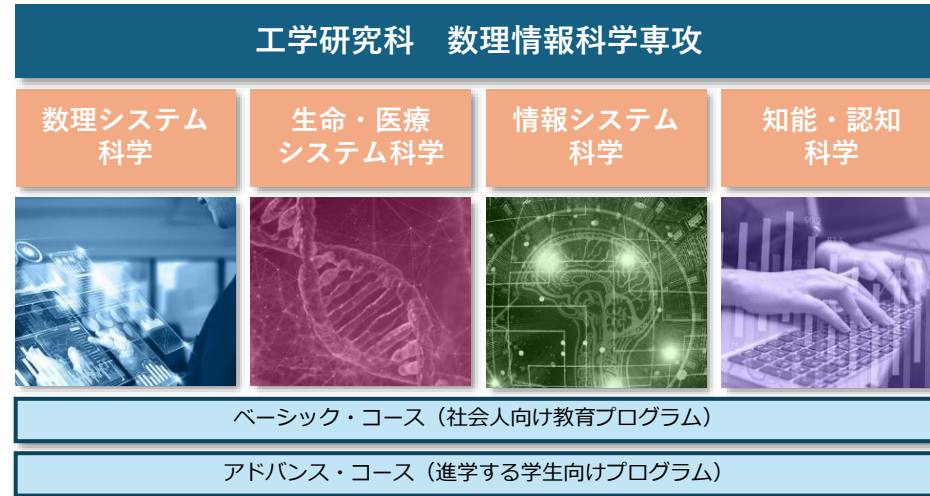 工学研究科　数理情報科学専攻
数理システム
科学
生命・医療
システム科学
情報システム
科学
知能・認知
科学
ベーシック・コース（社会人向け教育プログラム）
アドバンス・コース（進学する学生向けプログラム）